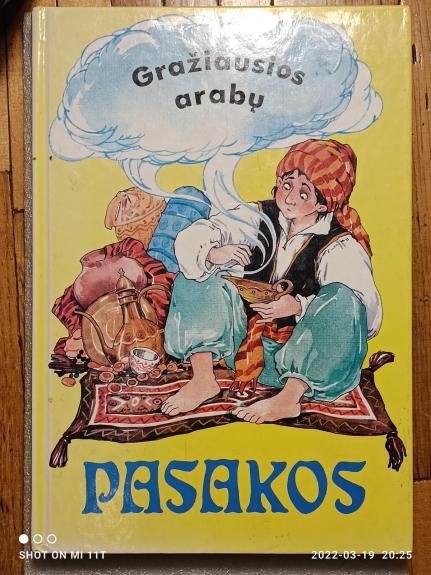 Gražiausios
arabų
PASAKOS
SHOT ON MI 11T
2022-03-19 20:25